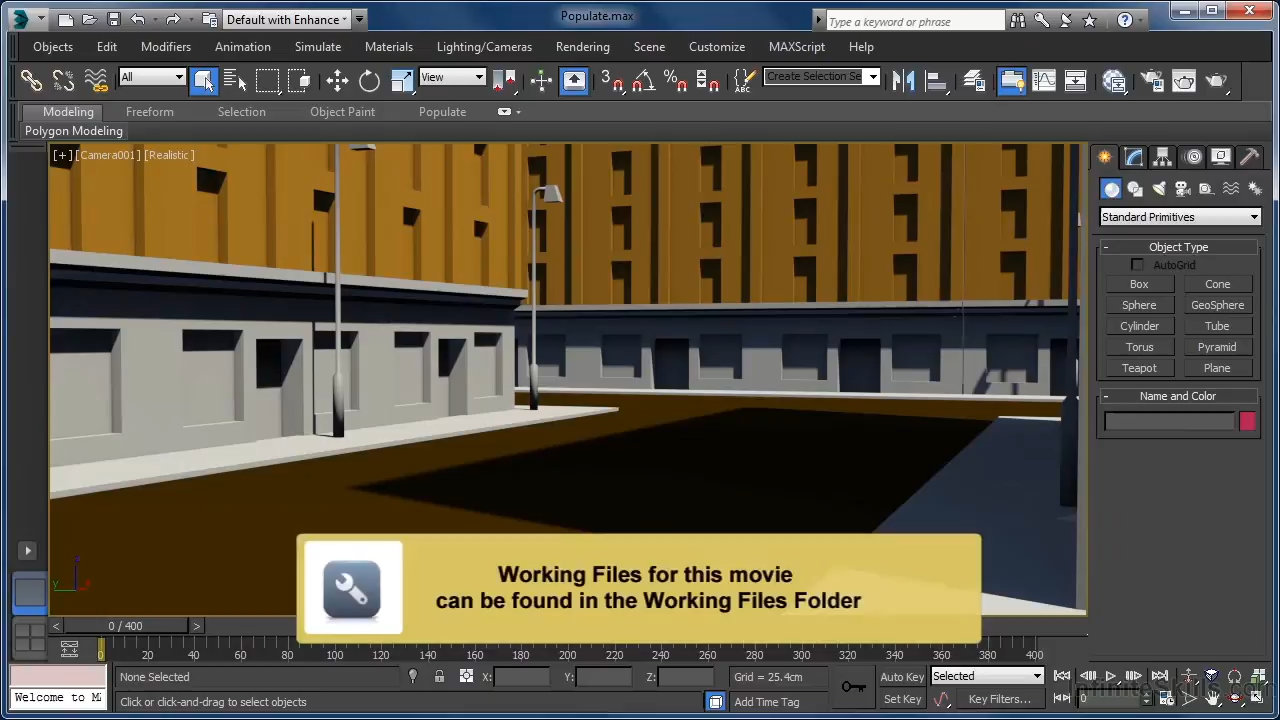 Default with Enhance
Populate.max
Type a keyword or phrase
Objects Edit Modifiers Animation Simulate Materials Lighting/Cameras Rendering Scene Customize MAXScript Help
All
View
3
%
ABC
Create Selection Se
Modeling Freeform Selection Object Paint Populate
Polygon Modeling
[+][Camera001][Realistic]
Standard Primitives
- Object Type
AutoGrid
Box Cone
Sphere GeoSphere
Cylinder Tube
Torus Pyramid
Teapot Plane
- Name and Color
Working Files for this movie
can be found in the Working Files Folder
z
y x
< 0 / 400 >
0 20 40 60 80 100 120 140 160 180 200 220 240 260 280 300 320 340 360 380 400
None Selected X: Y: Z: Grid = 25.4cm Auto Key Selected
Welcome to M
Click or click-and-drag to select objects Add Time Tag Set Key Key Filters... 0